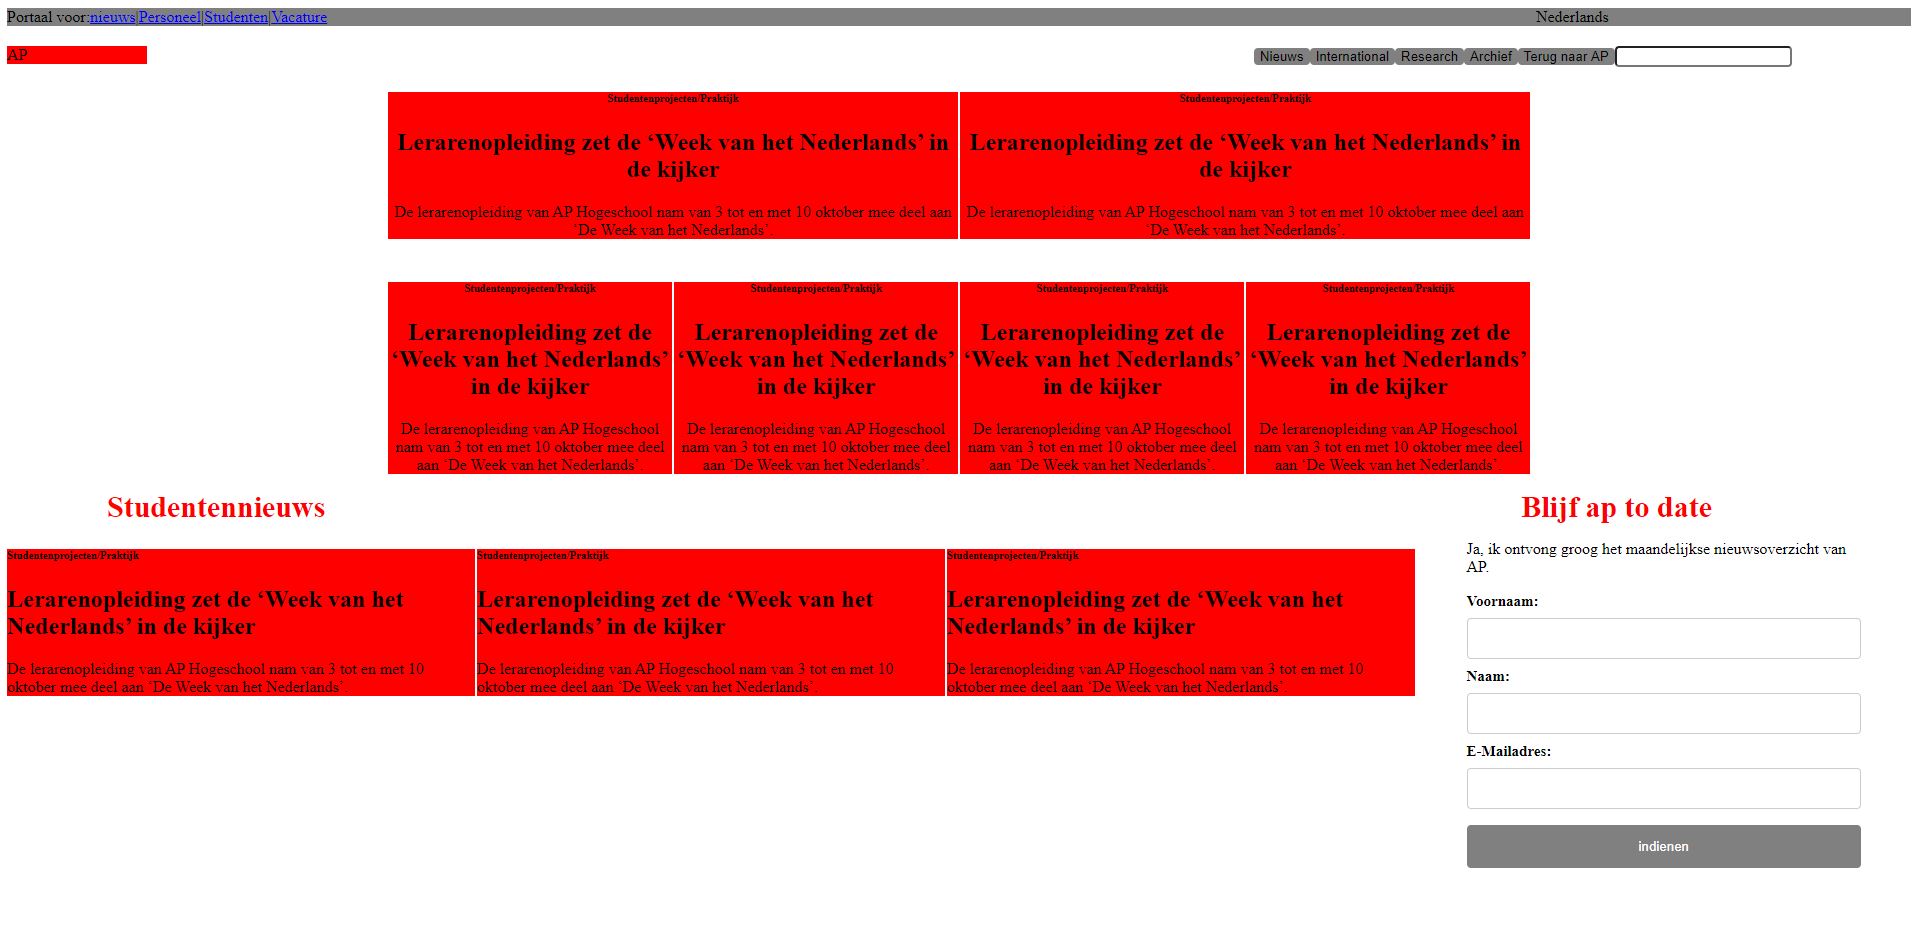 Portaal voor:nieuws|Personeel|Studenten|Vacature
Nederlands
AP
Nieuws International Research Archief Terug naar AP
Studentenprojecten/Praktijk
Lerarenopleiding zet de ‘Week van het Nederlands’ in
de kijker
De lerarenopleiding van AP Hogeschool nam van 3 tot en met 10 oktober mee deel aan
‘De Week van het Nederlands’.
Studentenprojecten/Praktijk
Lerarenopleiding zet de ‘Week van het Nederlands’ in
de kijker
De lerarenopleiding van AP Hogeschool nam van 3 tot en met 10 oktober mee deel aan
‘De Week van het Nederlands’.
Studentenprojecten/Praktijk
Lerarenopleiding zet de
‘Week van het Nederlands’
in de kijker
De lerarenopleiding van AP Hogeschool
nam van 3 tot en met 10 oktober mee deel
aan ‘De Week van het Nederlands’.
Studentenprojecten/Praktijk
Lerarenopleiding zet de
‘Week van het Nederlands’
in de kijker
De lerarenopleiding van AP Hogeschool
nam van 3 tot en met 10 oktober mee deel
aan ‘De Week van het Nederlands’.
Studentenprojecten/Praktijk
Lerarenopleiding zet de
‘Week van het Nederlands’
in de kijker
De lerarenopleiding van AP Hogeschool
nam van 3 tot en met 10 oktober mee deel
aan ‘De Week van het Nederlands’.
Studentenprojecten/Praktijk
Lerarenopleiding zet de
‘Week van het Nederlands’
in de kijker
De lerarenopleiding van AP Hogeschool
nam van 3 tot en met 10 oktober mee deel
aan ‘De Week van het Nederlands’.
Studentennieuws
Studentenprojecten/Praktijk
Lerarenopleiding zet de ‘Week van het
Nederlands’ in de kijker
De lerarenopleiding van AP Hogeschool nam van 3 tot en met 10
oktober mee deel aan ‘De Week van het Nederlands’.
Studentenprojecten/Praktijk
Lerarenopleiding zet de ‘Week van het
Nederlands’ in de kijker
De lerarenopleiding van AP Hogeschool nam van 3 tot en met 10
oktober mee deel aan ‘De Week van het Nederlands’.
Studentenprojecten/Praktijk
Lerarenopleiding zet de ‘Week van het
Nederlands’ in de kijker
De lerarenopleiding van AP Hogeschool nam van 3 tot en met 10
oktober mee deel aan ‘De Week van het Nederlands’.
Blijf ap to date
Ja, ik ontvong groog het maandelijkse nieuwsoverzicht van
AP.
Voornaam:
Naam:
E-Mailadres:
indienen